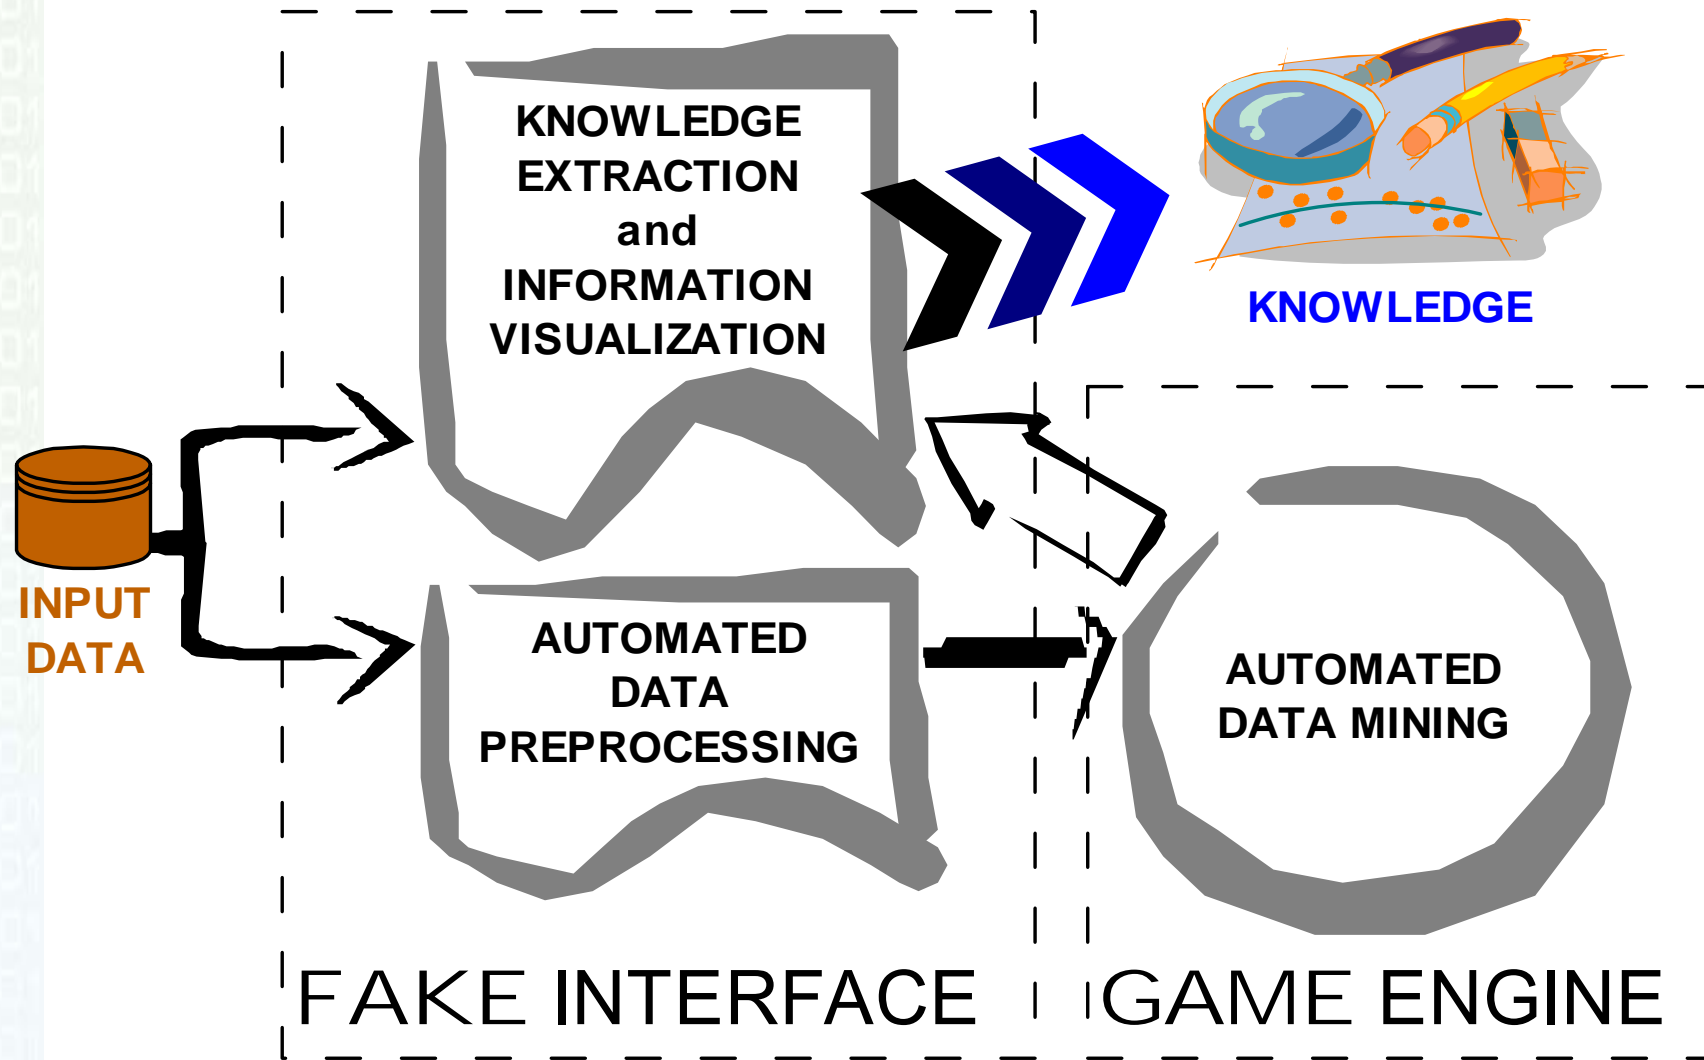 KNOWLEDGE
EXTRACTION
and
INFORMATION
VISUALIZATION
KNOWLEDGE
INPUT
DATA
AUTOMATED
DATA
PREPROCESSING
AUTOMATED
DATA MINING
FAKE INTERFACE
GAME ENGINE